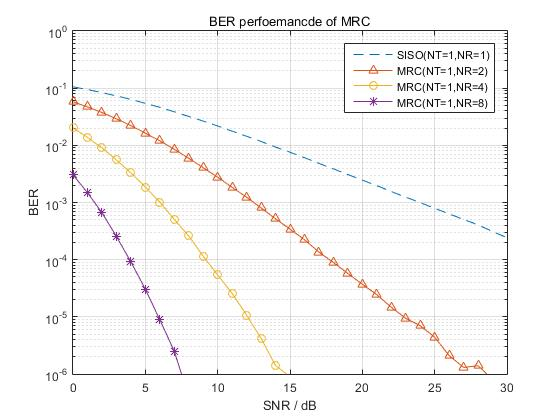 BER perfoemancde of MRC
10^0
SISO(NT=1,NR=1)
MRC(NT=1,NR=2)
MRC(NT=1,NR=4)
MRC(NT=1,NR=8)
10^-1
10^-2
BER
10^-3
10^-4
10^-5
10^-6
0 5 10 15 20 25 30
SNR / dB